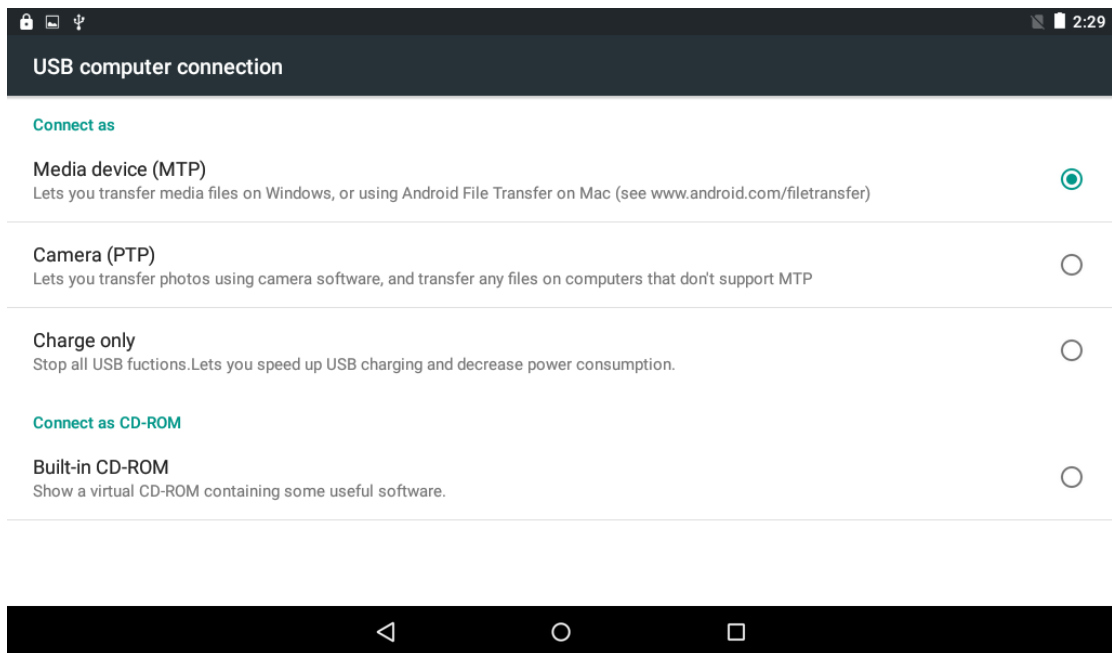 2:29
USB computer connection
Connect as
Media device (MTP)
Lets you transfer media files on Windows, or using Android File Transfer on Mac (see www.android.com/filetransfer)
Camera (PTP)
Lets you transfer photos using camera software, and transfer any files on computers that don't support MTP
Charge only
Stop all USB fuctions.Lets you speed up USB charging and decrease power consumption.
Connect as CD-ROM
Built-in CD-ROM
Show a virtual CD-ROM containing some useful software.